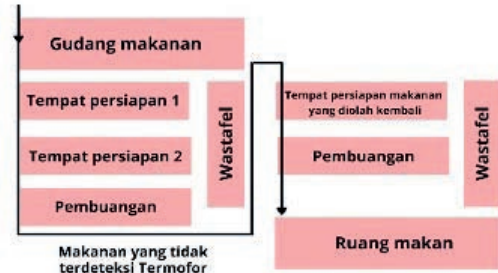 Gudang makanan
Tempat persiapan 1
Tempat persiapan 2
Wastafel
Pembuangan
Makanan yang tidak
terdeteksi Termofor
Tempat persiapan makanan
yang diolah kembali
Pembuangan
Wastafel
Ruang makan